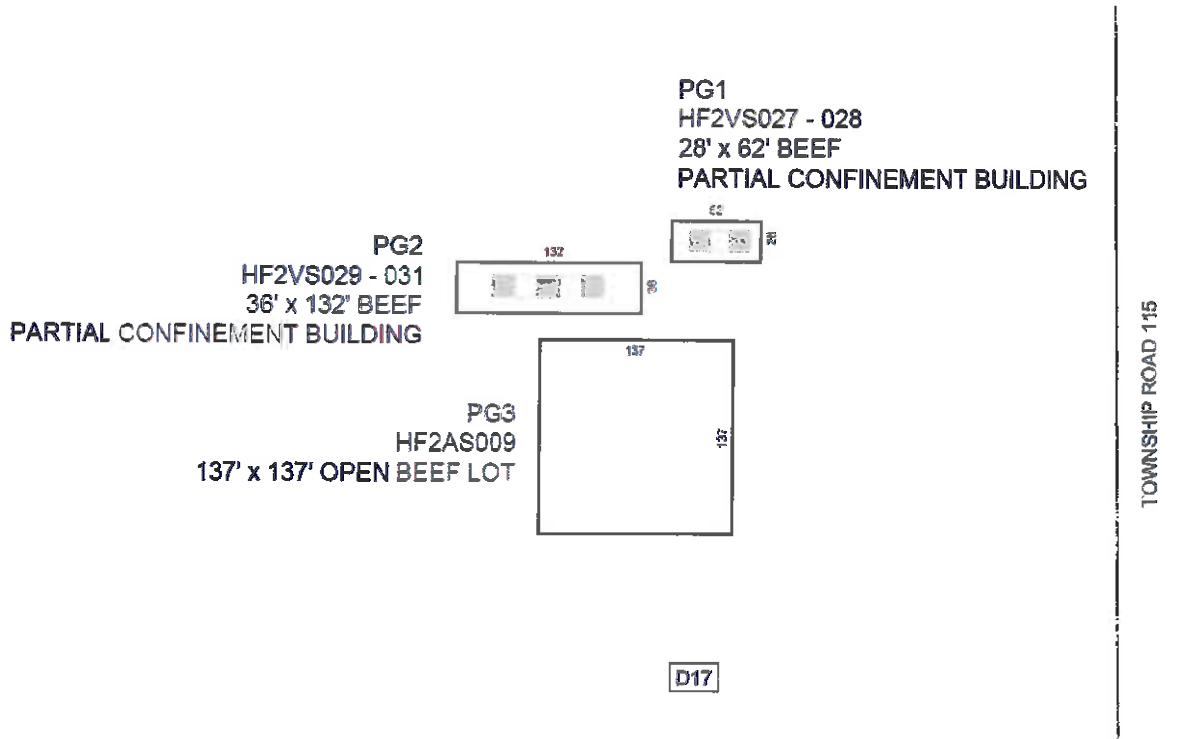 PG1
HF2VS027 - 028
28' x 62' BEEF
PARTIAL CONFINEMENT BUILDING
62
28
PG2
HF2VS029 - 031
36' x 132' BEEF
PARTIAL CONFINEMENT BUILDING
132
36
137
137
PG3
HF2AS009
137' x 137' OPEN BEEF LOT
TOWNSHIP ROAD 115
D17